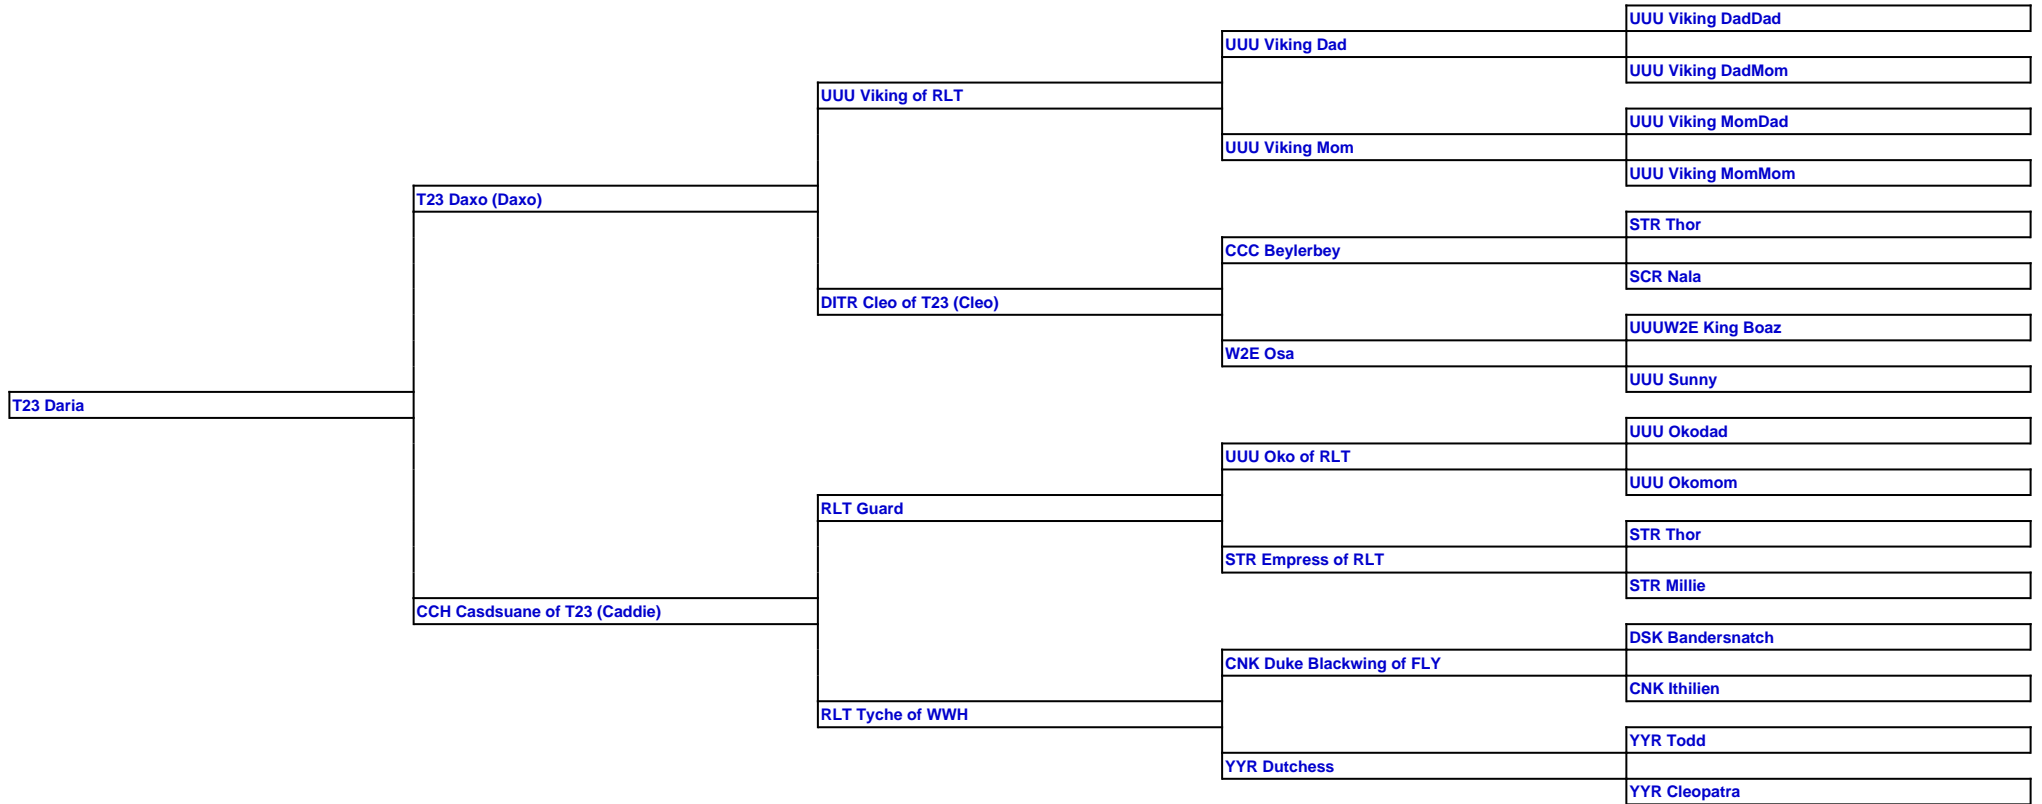 UUU Viking DadDad
UUU Viking Dad
UUU Viking DadMom
UUU Viking of RLT
UUU Viking MomDad
UUU Viking Mom
UUU Viking MomMom
T23 Daxo (Daxo)
STR Thor
CCC Beylerbey
SCR Nala
DITR Cleo of T23 (Cleo)
UUUW2E King Boaz
W2E Osa
UUU Sunny
T23 Daria
UUU Okodad
UUU Oko of RLT
UUU Okomom
RLT Guard
STR Thor
STR Empress of RLT
STR Millie
CCH Casdsuane of T23 (Caddie)
DSK Bandersnatch
CNK Duke Blackwing of FLY
CNK Ithilien
RLT Tyche of WWH
YYR Todd
YYR Dutchess
YYR Cleopatra